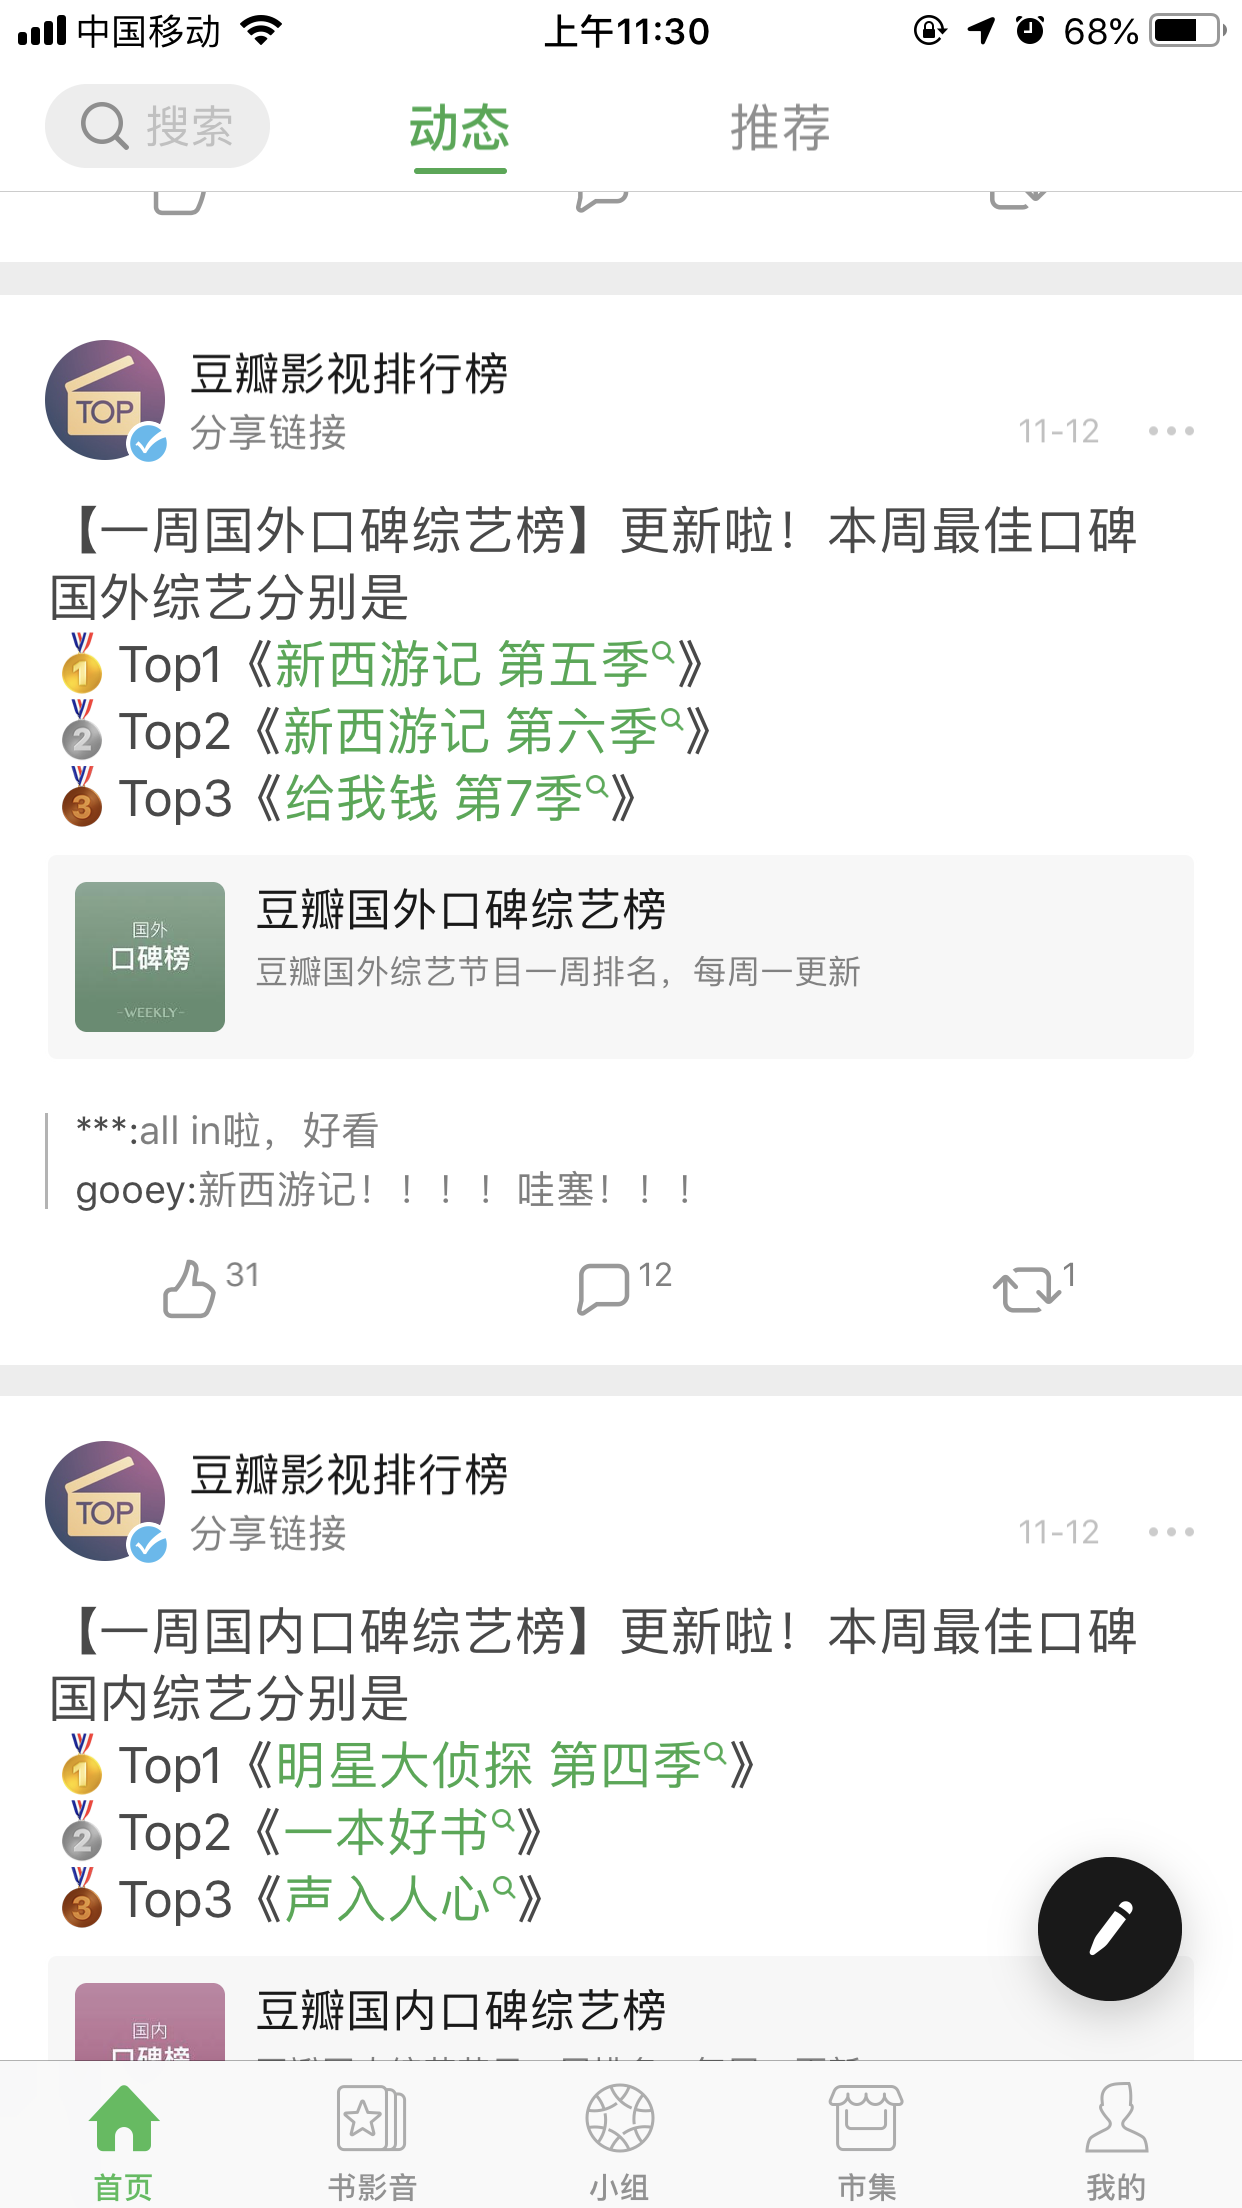 中国移动 上午11:30 68%
搜索 动态 推荐
豆瓣影视排行榜
分享链接 11-12
TOP
【一周国外口碑综艺榜】更新啦！本周最佳口碑
国外综艺分别是
🥇Top1《新西游记 第五季》
🥈Top2《新西游记 第六季》
🥉Top3《给我钱 第7季》
豆瓣国外口碑综艺榜
豆瓣国外综艺节目一周排名，每周一更新
国外
口碑榜
-WEEKLY-
***:all in啦，好看
gooey:新西游记！！！！哇塞！！！
31 12 1
豆瓣影视排行榜
分享链接 11-12
TOP
【一周国内口碑综艺榜】更新啦！本周最佳口碑
国内综艺分别是
🥇Top1《明星大侦探 第四季》
🥈Top2《一本好书》
🥉Top3《声入人心》
豆瓣国内口碑综艺榜
国内
口碑榜
首页 书影音 小组 市集 我的